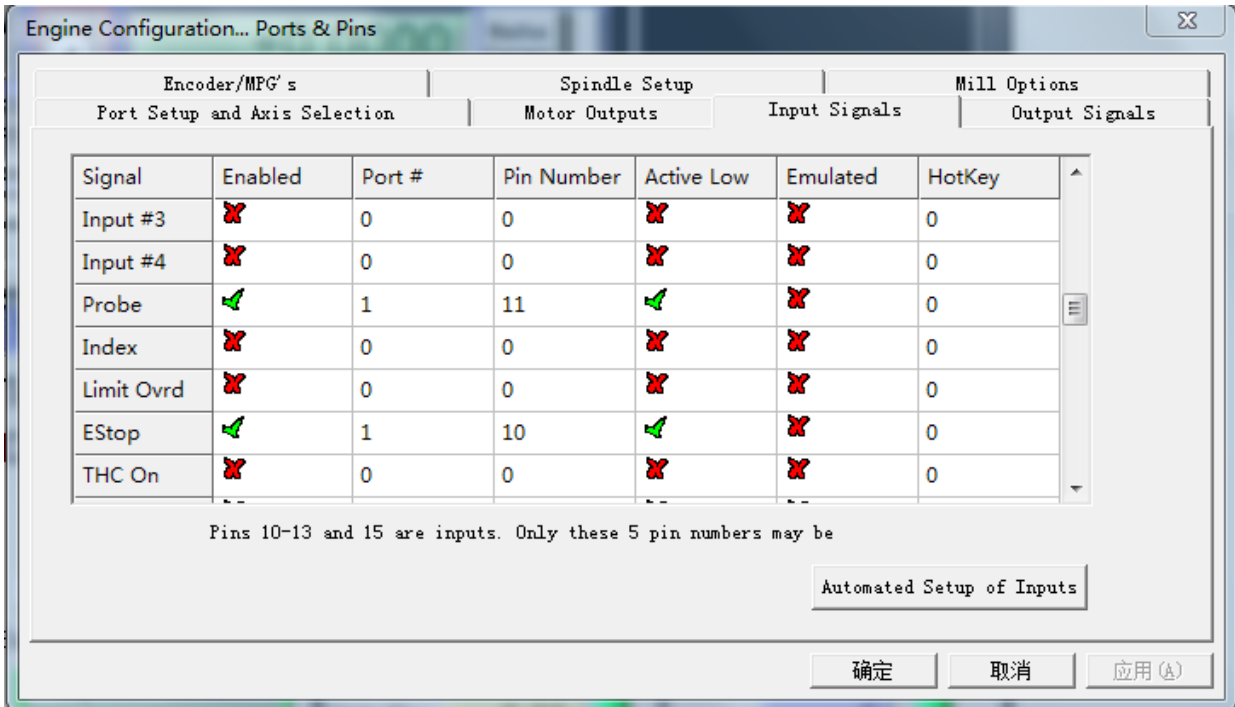 Engine Configuration... Ports & Pins
Encoder/MPG's Spindle Setup Mill Options
Port Setup and Axis Selection Motor Outputs Input Signals Output Signals
Signal Enabled Port # Pin Number Active Low Emulated HotKey
Input #3 0 0 0
Input #4 0 0 0
Probe 1 11 0
Index 0 0 0
Limit Ovrd 0 0 0
EStop 1 10 0
THC On 0 0 0
Pins 10-13 and 15 are inputs. Only these 5 pin numbers may be
Automated Setup of Inputs
确定 取消 应用(A)